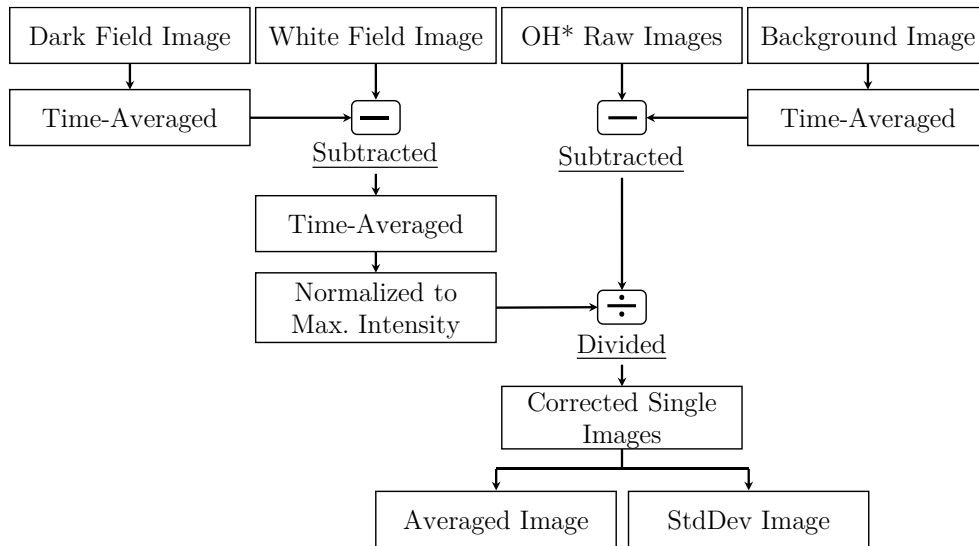 Dark Field Image
White Field Image
OH* Raw Images
Background Image
Time-Averaged
Time-Averaged
Subtracted
Subtracted
Time-Averaged
Normalized to
Max. Intensity
÷
Divided
Corrected Single
Images
Averaged Image
StdDev Image